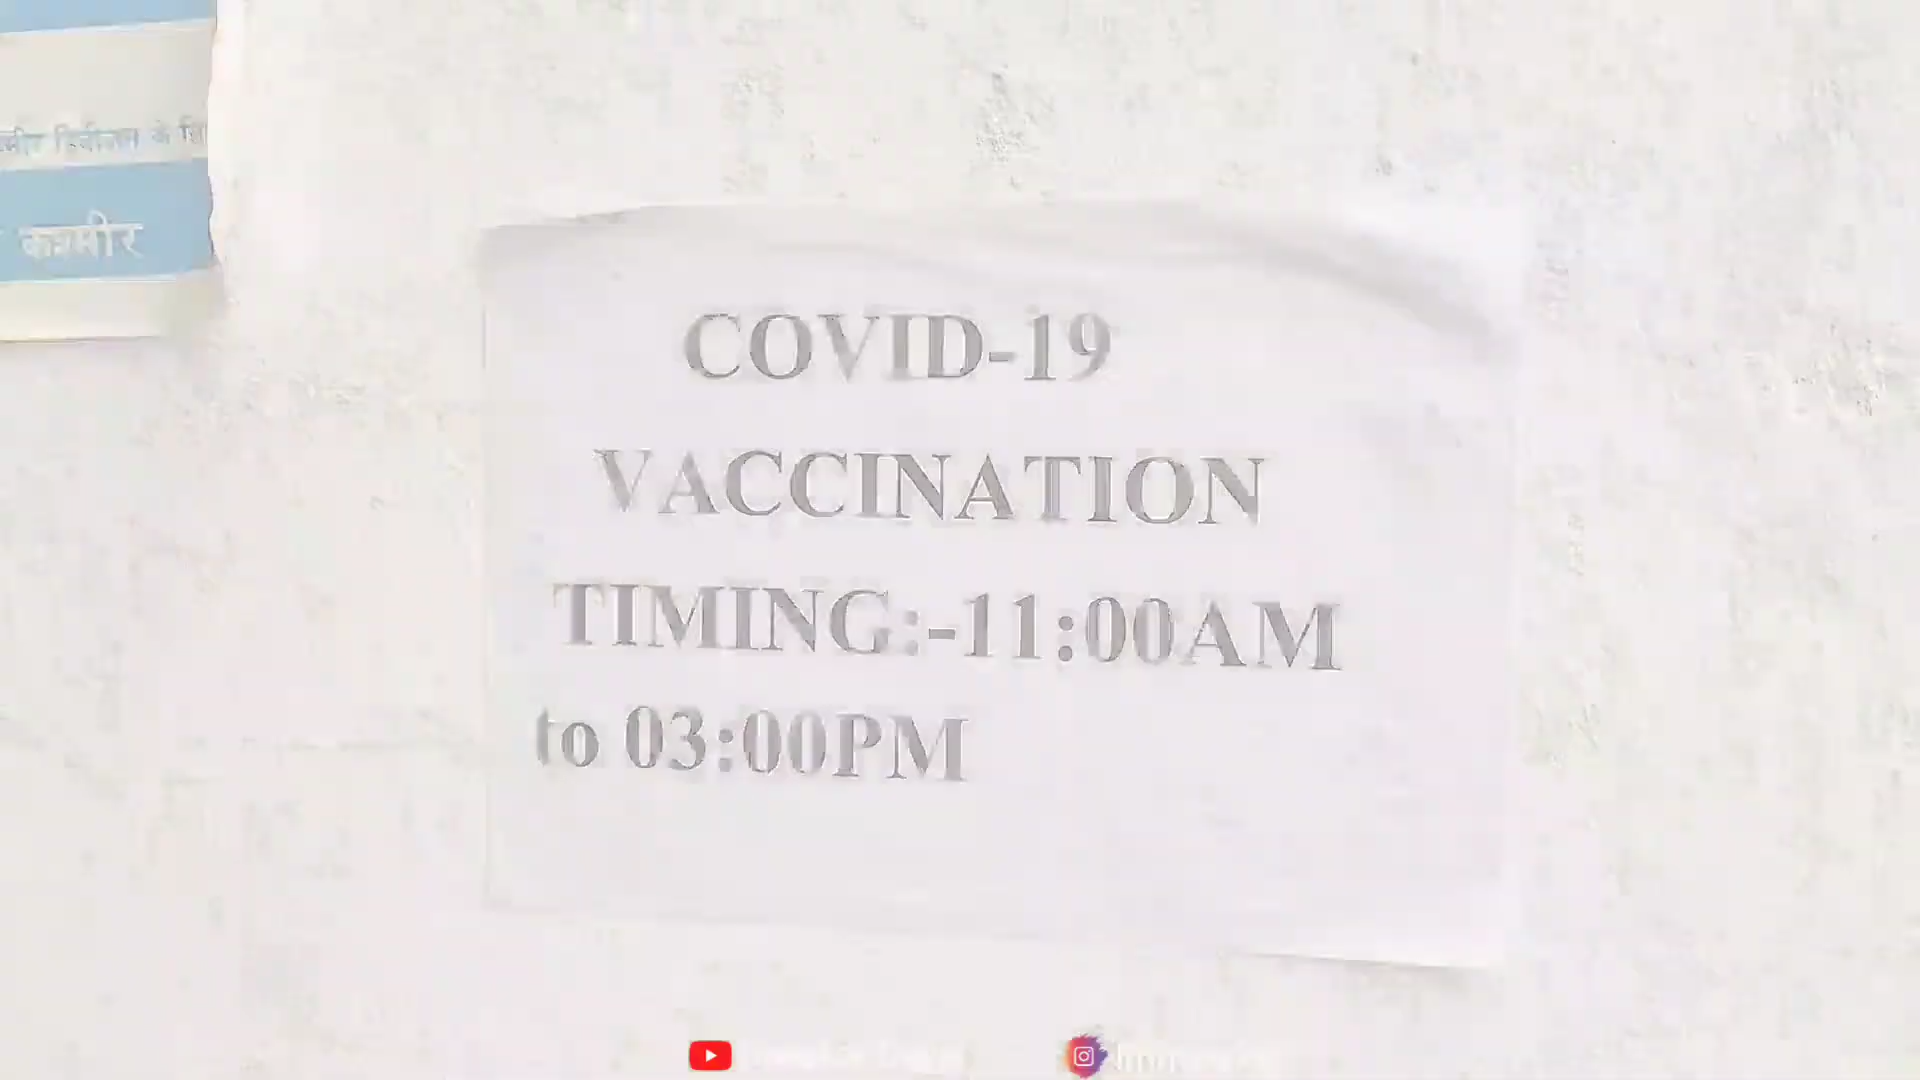 कश्मीर
COVID-19
VACCINATION
TIMING:-11:00AM
to 03:00PM